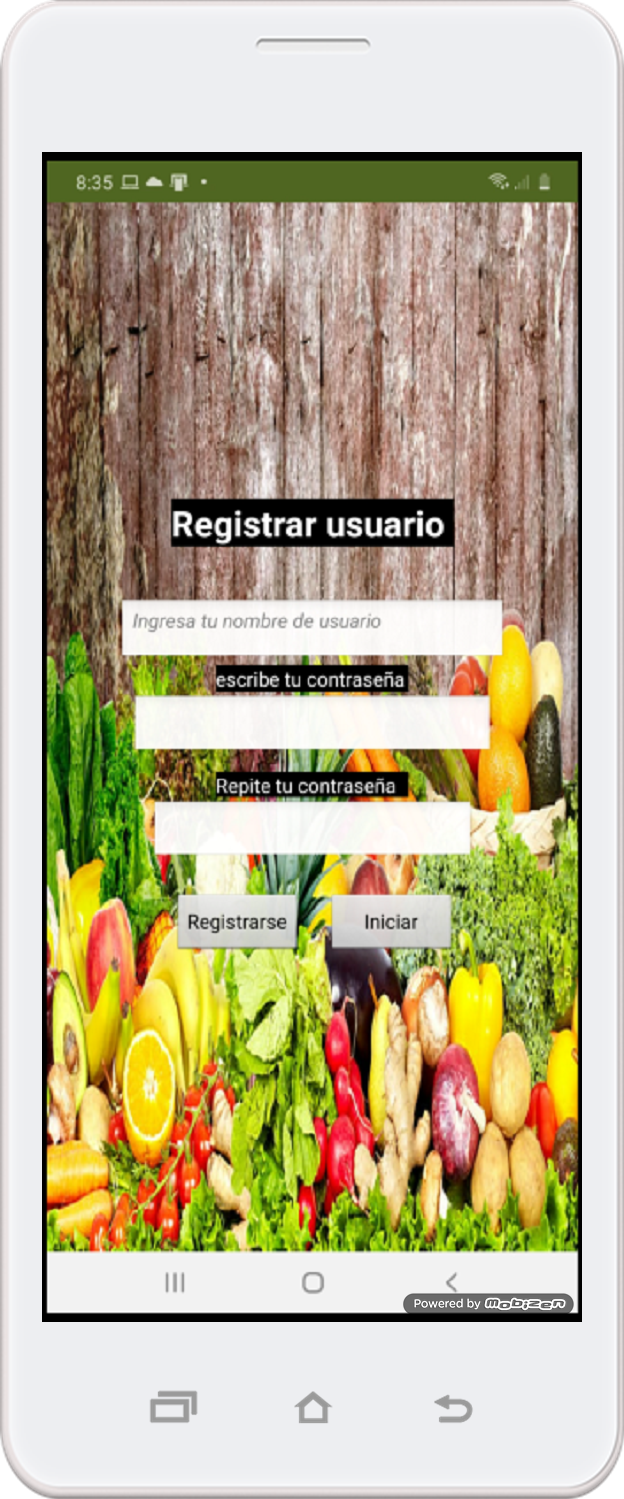 8:35
Registrar usuario
Ingresa tu nombre de usuario
escribe tu contraseña
Repite tu contraseña
Registrarse Iniciar
Powered by mobizen